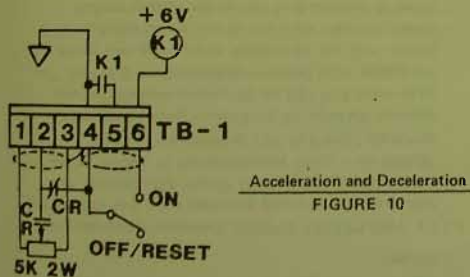 + 6V
K1
K1
1 2 3 4 5 6 TB-1
C R
C R
ON
OFF/RESET
5K 2W
Acceleration and Deceleration
FIGURE 10